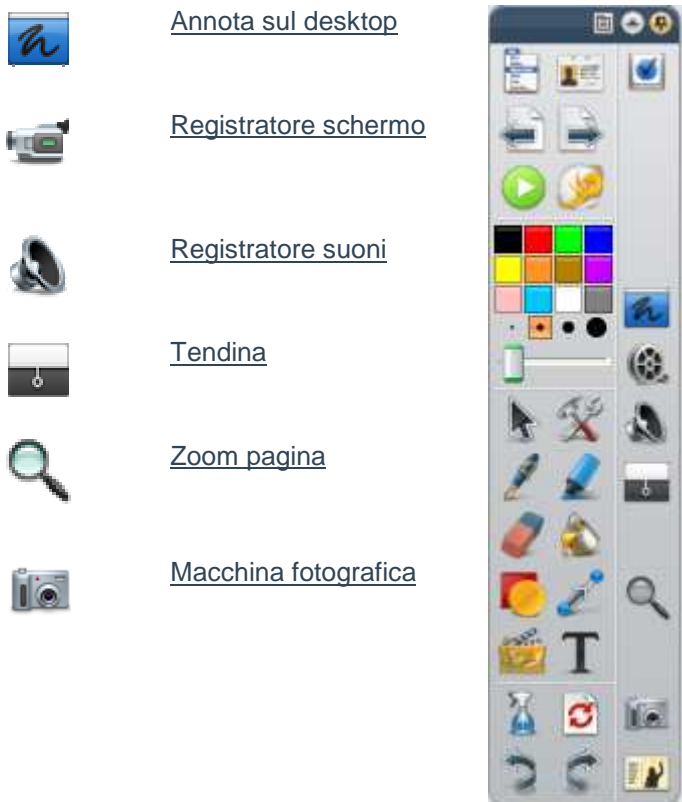 Annota sul desktop
Registratore schermo
Registratore suoni
Tendina
Zoom pagina
Macchina fotografica
T